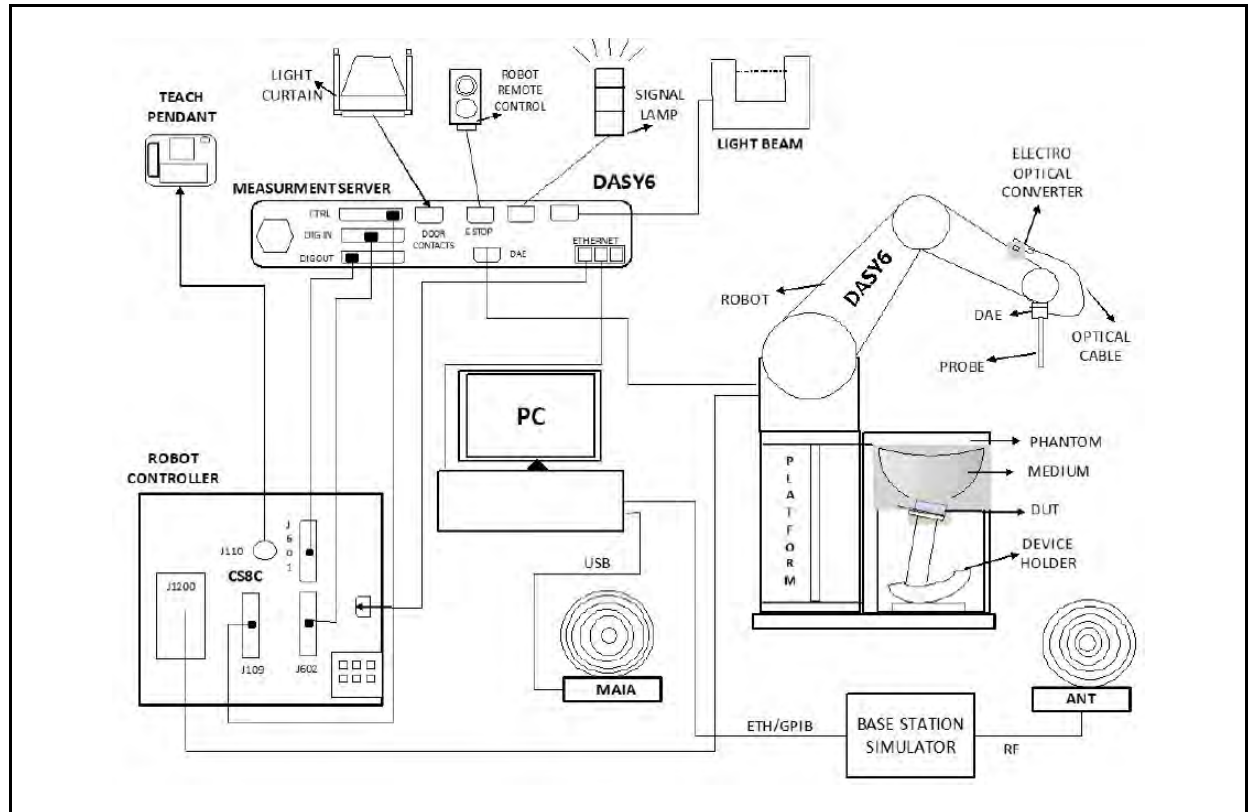 LIGHT
CURTAIN
ROBOT
REMOTE
CONTROL
SIGNAL
LAMP
LIGHT BEAM
TEACH
PENDANT
MEASURMENT SERVER
DASY6
CTRL
DIG IN
DIGOUT
DOOR
CONTACTS
E STOP
DAE
ETHERNET
ELECTRO
OPTICAL
CONVERTER
ROBOT
DASY6
DAE
PROBE
OPTICAL
CABLE
PC
PLATFORM
PHANTOM
MEDIUM
DUT
DEVICE
HOLDER
ROBOT
CONTROLLER
J110
J601
CS8C
J1200
J109
J602
USB
MAIA
ETH/GPIB
BASE STATION
SIMULATOR
RF
ANT